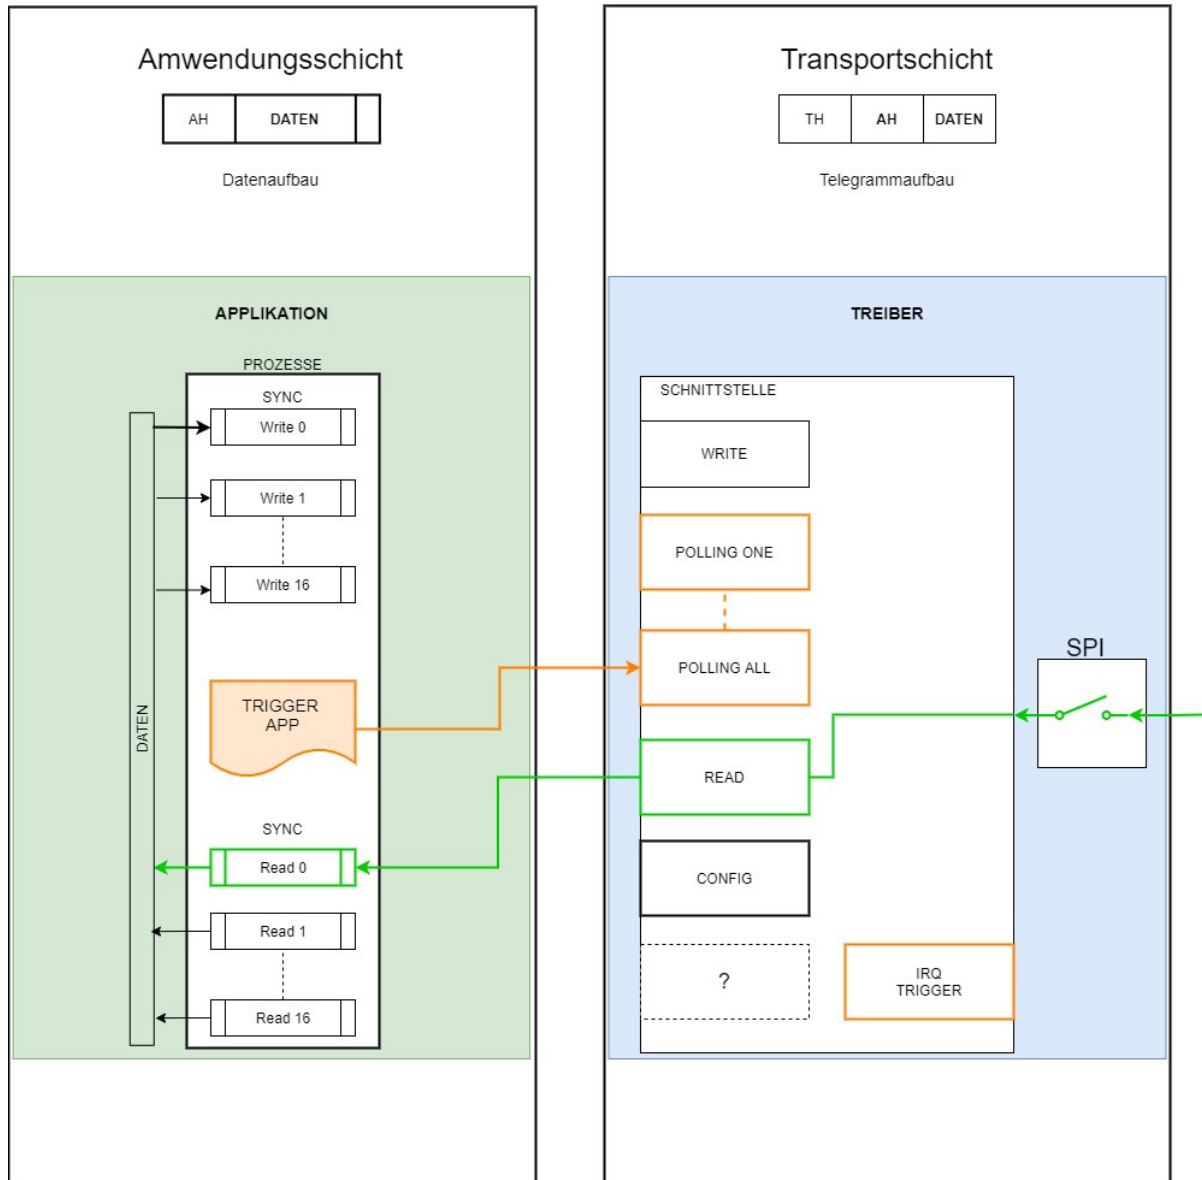 Amwendungsschicht
AH DATEN
Datenaufbau
APPLIKATION
PROZESSE
SYNC
Write 0
Write 1
Write 16
TRIGGER
APP
DATEN
SYNC
Read 0
Read 1
Read 16
Transportschicht
TH AH DATEN
Telegrammaufbau
TREIBER
SCHNITTSTELLE
WRITE
POLLING ONE
POLLING ALL
SPI
READ
CONFIG
?
IRQ
TRIGGER